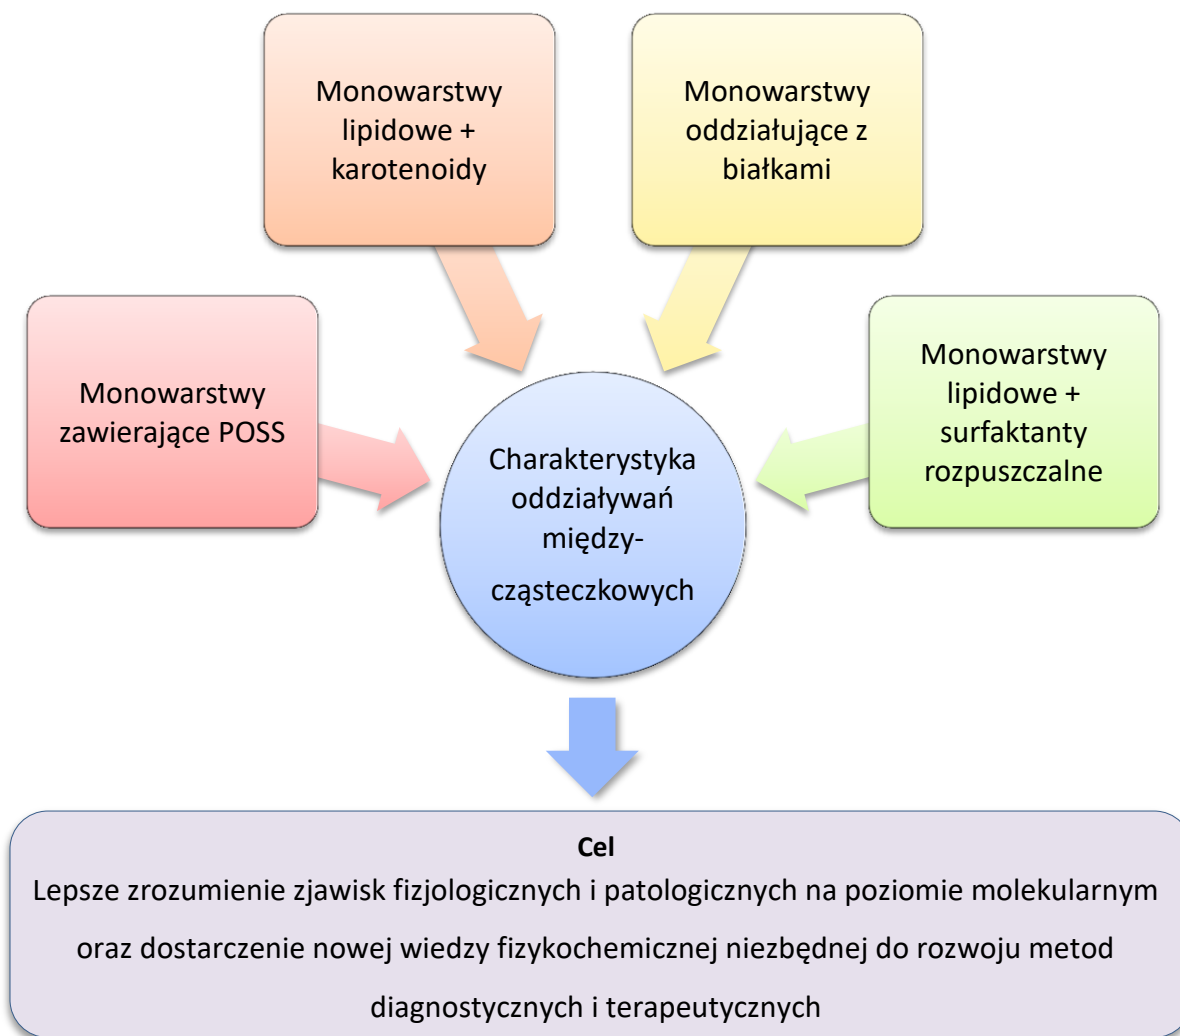 Monowarstwy
lipidowe +
karotenoidy
Monowarstwy
oddziałujące z
białkami
Monowarstwy
zawierające POSS
Monowarstwy
lipidowe +
surfaktanty
rozpuszczalne
Charakterystyka
oddziaływań
między-
cząsteczkowych
Cel
Lepsze zrozumienie zjawisk fizjologicznych i patologicznych na poziomie molekularnym
oraz dostarczenie nowej wiedzy fizykochemicznej niezbędnej do rozwoju metod
diagnostycznych i terapeutycznych